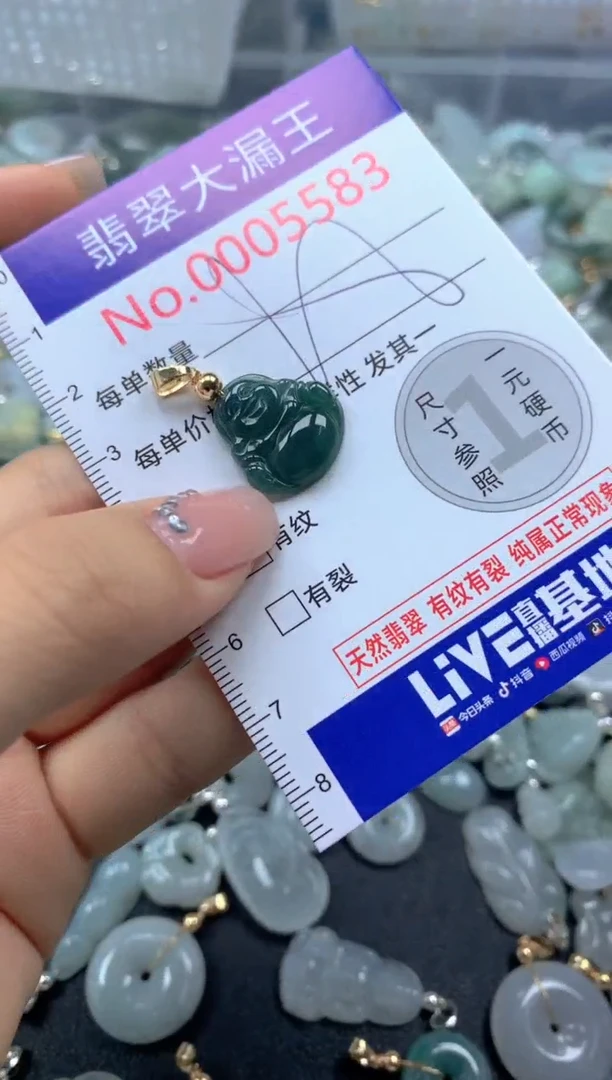 翡翠大漏王
No.0005583
每单数量
每单价
性 发其一
有纹
有裂
一元硬币
1
尺寸参照
天然翡翠 有纹有裂 纯属正常现象
LIVE直播基地
今日头条 抖音 西瓜视频
0
1
2
3
6
7
8